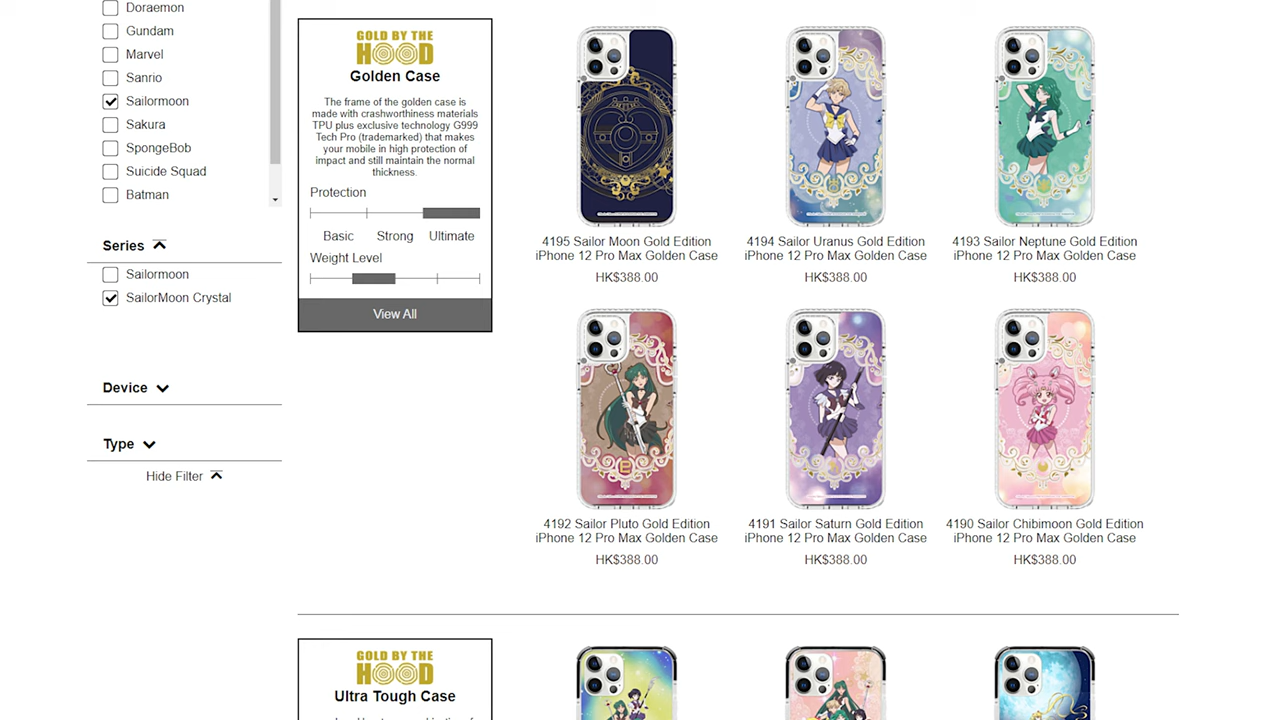 Doraemon
Gundam
Marvel
Sanrio
Sailormoon
Sakura
SpongeBob
Suicide Squad
Batman
Series
Sailormoon
SailorMoon Crystal
Device
Type
Hide Filter
GOLD BY THE
HOOD
Golden Case
The frame of the golden case is
made with crashworthiness materials
TPU plus exclusive technology G999
Tech Pro (trademarked) that makes
your mobile in high protection of
impact and still maintain the normal
thickness.
Protection
Basic Strong Ultimate
Weight Level
View All
4195 Sailor Moon Gold Edition
iPhone 12 Pro Max Golden Case
HK$388.00
4194 Sailor Uranus Gold Edition
iPhone 12 Pro Max Golden Case
HK$388.00
4193 Sailor Neptune Gold Edition
iPhone 12 Pro Max Golden Case
HK$388.00
4192 Sailor Pluto Gold Edition
iPhone 12 Pro Max Golden Case
HK$388.00
4191 Sailor Saturn Gold Edition
iPhone 12 Pro Max Golden Case
HK$388.00
4190 Sailor Chibimoon Gold Edition
iPhone 12 Pro Max Golden Case
HK$388.00
GOLD BY THE
HOOD
Ultra Tough Case